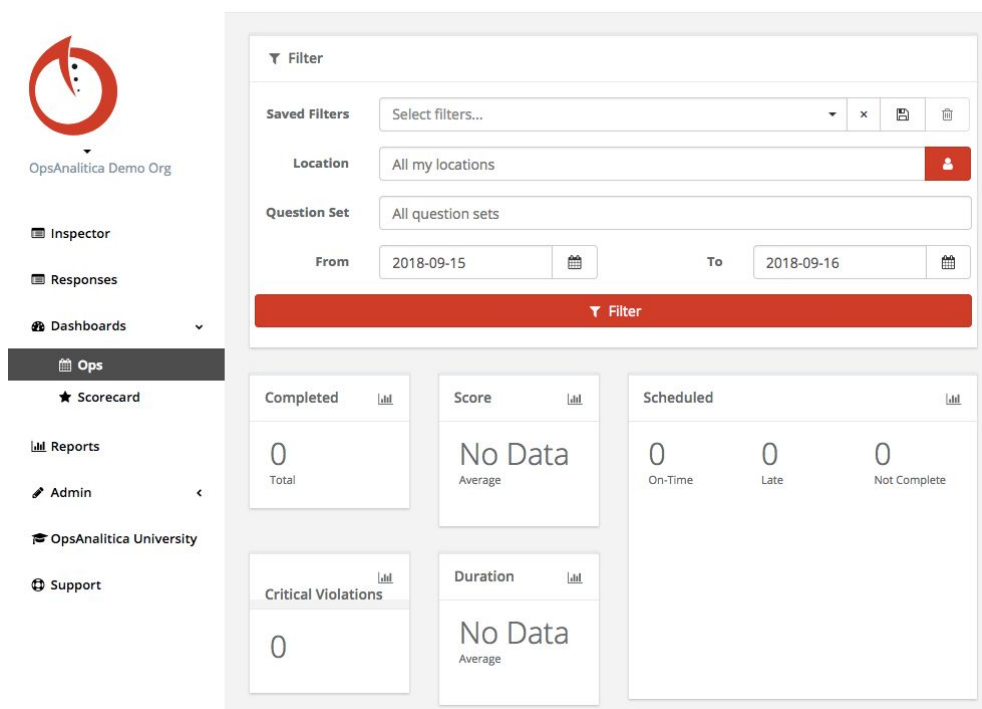 OpsAnalitica Demo Org
Inspector
Responses
Dashboards
Ops
Scorecard
Reports
Admin
OpsAnalitica University
Support
Filter
Saved Filters Select filters...
Location All my locations
Question Set All question sets
From 2018-09-15 To 2018-09-16
Filter
Completed
0
Total
Score
No Data
Average
Scheduled
0 0 0
On-Time Late Not Complete
Critical Violations
0
Duration
No Data
Average